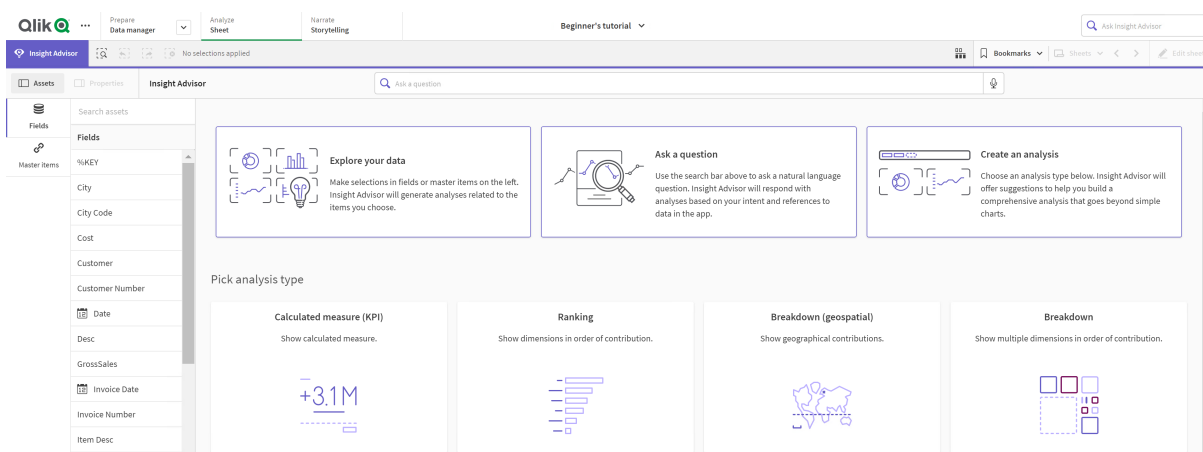 Qlik
Prepare
Data manager
Analyze
Sheet
Narrate
Storytelling
Beginner's tutorial
Ask Insight Advisor
Insight Advisor
No selections applied
Bookmarks
Sheets
Edit sheet
Assets
Properties
Insight Advisor
Ask a question
Fields
Master items
Search assets
Fields
%KEY
City
City Code
Cost
Customer
Customer Number
Date
Desc
GrossSales
Invoice Date
Invoice Number
Item Desc
Explore your data
Make selections in fields or master items on the left.
Insight Advisor will generate analyses related to the
items you choose.
Ask a question
Use the search bar above to ask a natural language
question. Insight Advisor will respond with
analyses based on your intent and references to
data in the app.
Create an analysis
Choose an analysis type below. Insight Advisor will
offer suggestions to help you build a
comprehensive analysis that goes beyond simple
charts.
Pick analysis type
Calculated measure (KPI)
Show calculated measure.
+3.1M
Ranking
Show dimensions in order of contribution.
Breakdown (geospatial)
Show geographical contributions.
Breakdown
Show multiple dimensions in order of contribution.